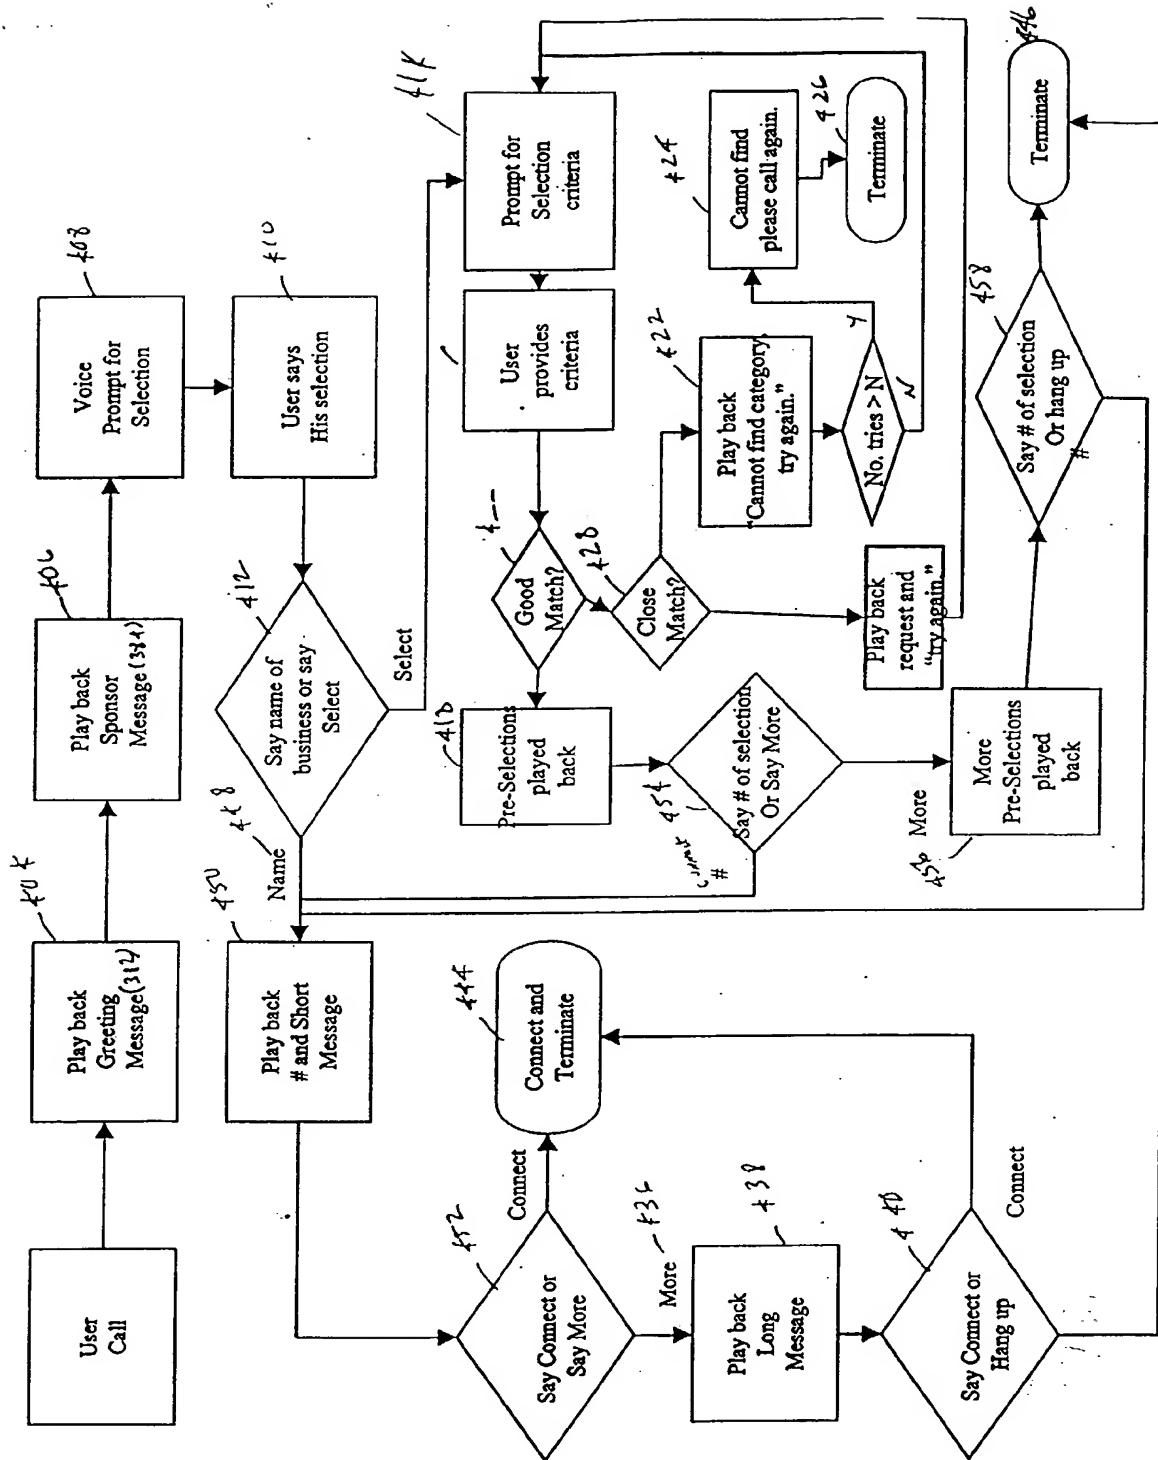 User
Call
Play back
Greeting
Message (312)
404
Play back
Sponsor
Message (384)
406
Voice
Prompt for
Selection
408
User says
His selection
410
Say name of
business or say
Select
412
Name
448
Select
Play back
# and Short
Message
450
Prompt for
Selection
criteria
414
User
provides
criteria
Good
Match?
Close
Match?
428
Play back
"Cannot find category,
try again."
422
No. tries > N
Y
N
Cannot find
please call again.
424
Terminate
426
Play back
request and
"try again."
Pre-Selections
played
back
418
Say # of selection
Or Say More
454
connect
#
More
More
Pre-Selections
played
back
456
Say # of selection
Or hang up
458
#
Terminate
446
Say Connect or
Say More
452
Connect
Connect and
Terminate
444
More
436
Play back
Long
Message
438
Say Connect or
Hang up
440
Connect